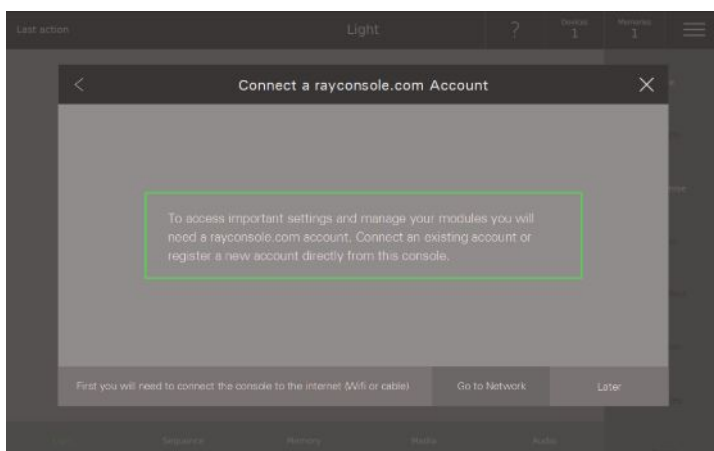 Last action
Light
?
Devices
1
Memories
1
Connect a rayconsole.com Account
To access important settings and manage your modules you will
need a rayconsole.com account. Connect an existing account or
register a new account directly from this console.
First you will need to connect the console to the internet (Wifi or cable)
Go to Network
Later
Sequence
Memory
Media
Audio